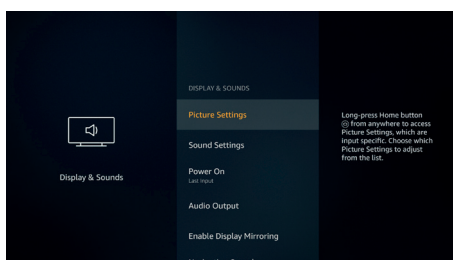 DISPLAY & SOUNDS
Picture Settings
Sound Settings
Power On
Last Input
Audio Output
Enable Display Mirroring
Display & Sounds
Long-press Home button
from anywhere to access
Picture Settings, which are
input specific. Choose which
Picture Settings to adjust
from the list.